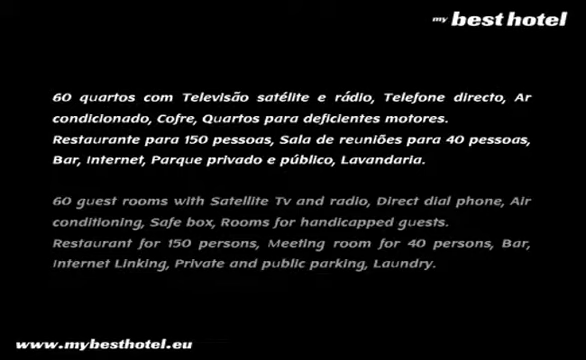 my best hotel
60 quartos com Televisão satélite e rádio, Telefone directo, Ar
condicionado, Cofre, Quartos para deficientes motores.
Restaurante para 150 pessoas, Sala de reuniões para 40 pessoas,
Bar, Internet, Parque privado e público, Lavandaria.
60 guest rooms with Satellite Tv and radio, Direct dial phone, Air
conditioning, Safe box, Rooms for handicapped guests.
Restaurant for 150 persons, Meeting room for 40 persons, Bar,
Internet Linking, Private and public parking, Laundry.
www.mybesthotel.eu